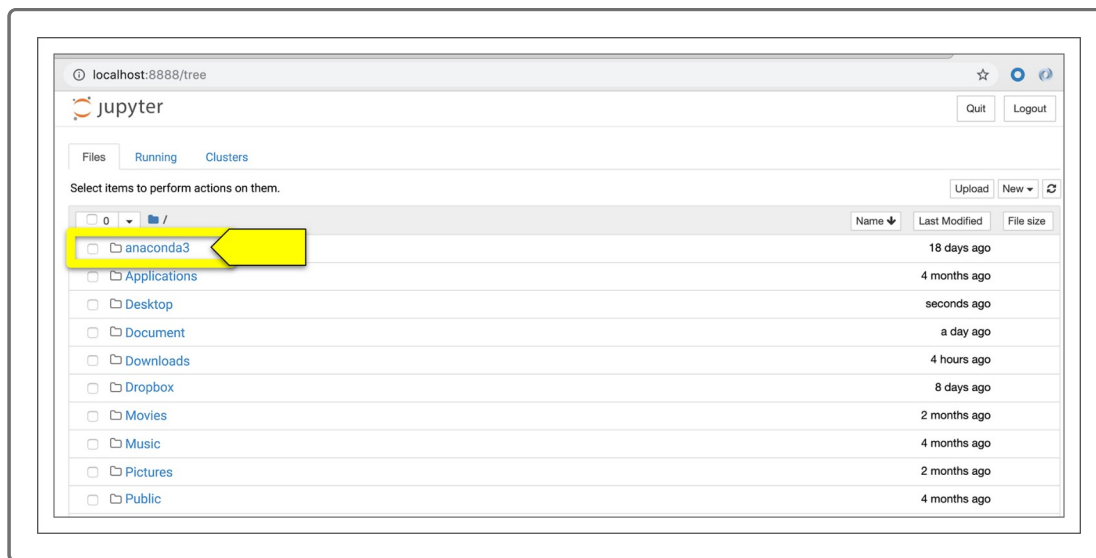 localhost:8888/tree
jupyter
Quit
Logout
Files
Running
Clusters
Select items to perform actions on them.
Upload
New
0
/
Name
Last Modified
File size
anaconda3
18 days ago
Applications
4 months ago
Desktop
seconds ago
Document
a day ago
Downloads
4 hours ago
Dropbox
8 days ago
Movies
2 months ago
Music
4 months ago
Pictures
2 months ago
Public
4 months ago